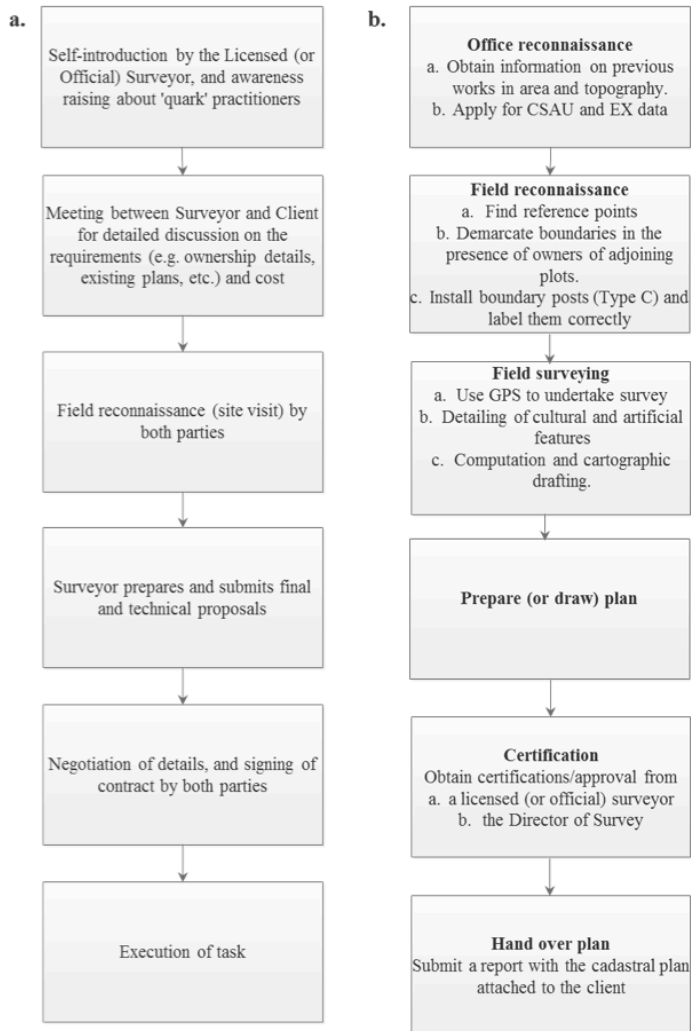 a.
Self-introduction by the Licensed (or
Official) Surveyor, and awareness
raising about 'quark' practitioners
Meeting between Surveyor and Client
for detailed discussion on the
requirements (e.g. ownership details,
existing plans, etc.) and cost
Field reconnaissance (site visit) by
both parties
Surveyor prepares and submits final
and technical proposals
Negotiation of details, and signing of
contract by both parties
Execution of task
b.
Office reconnaissance
a. Obtain information on previous
works in area and topography.
b. Apply for CSAU and EX data
Field reconnaissance
a. Find reference points
b. Demarcate boundaries in the
presence of owners of adjoining
plots.
c. Install boundary posts (Type C) and
label them correctly
Field surveying
a. Use GPS to undertake survey
b. Detailing of cultural and artificial
features
c. Computation and cartographic
drafting.
Prepare (or draw) plan
Certification
Obtain certifications/approval from
a. a licensed (or official) surveyor
b. the Director of Survey
Hand over plan
Submit a report with the cadastral plan
attached to the client